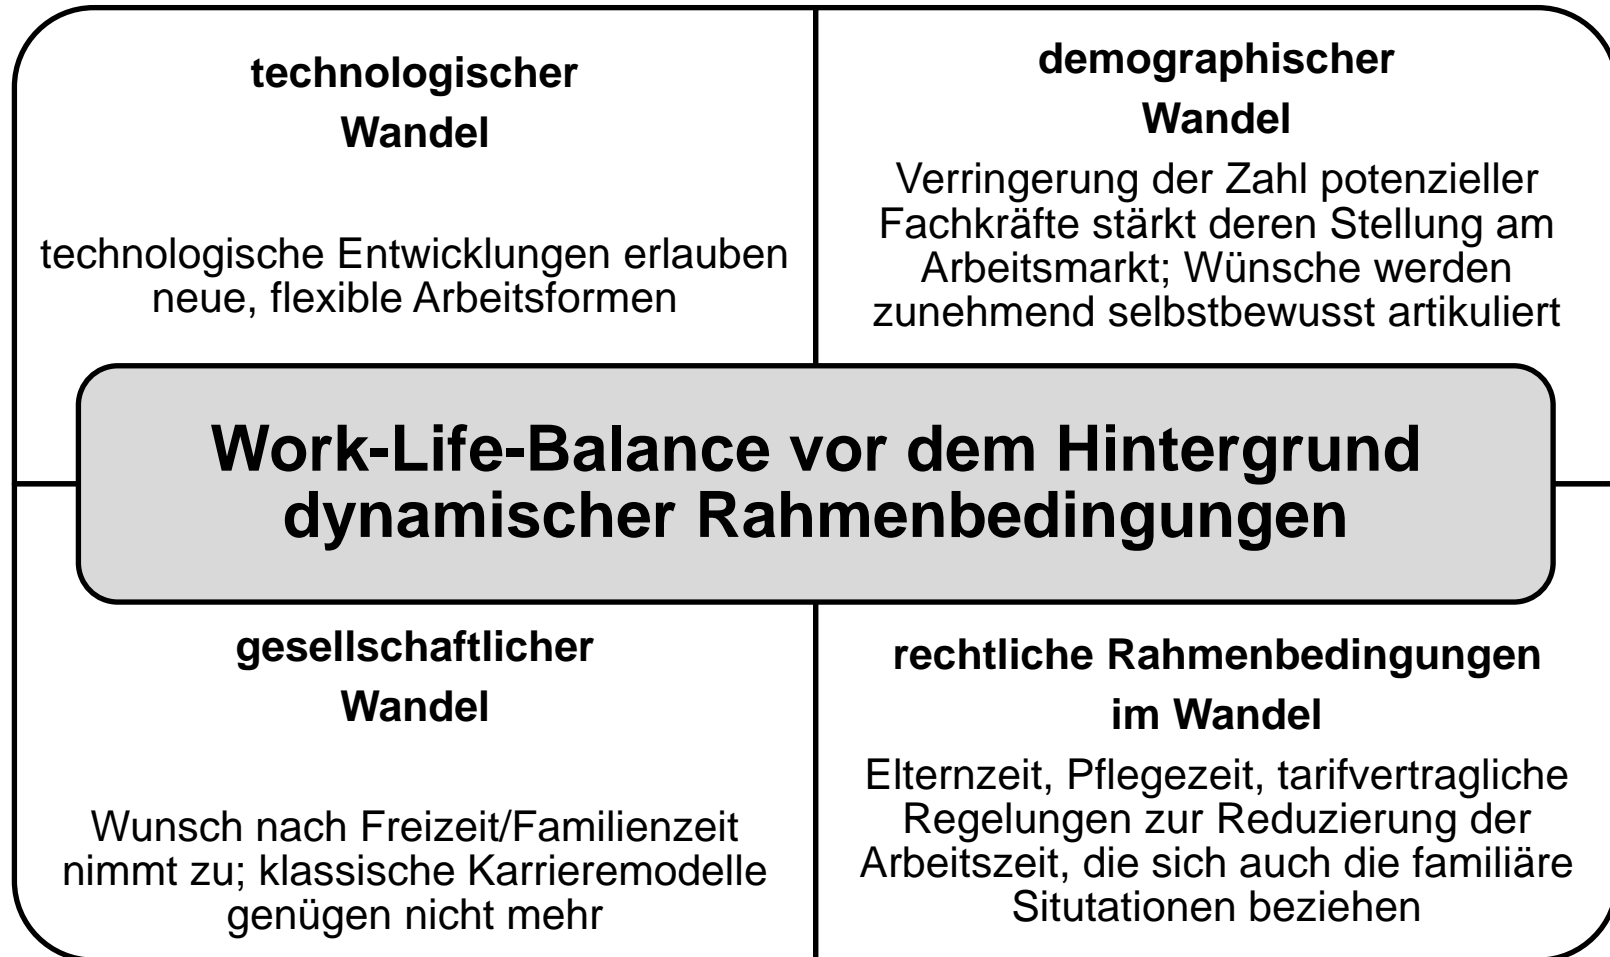 technologischer
Wandel
technologische Entwicklungen erlauben
neue, flexible Arbeitsformen
demographischer
Wandel
Verringerung der Zahl potenzieller
Fachkräfte stärkt deren Stellung am
Arbeitsmarkt; Wünsche werden
zunehmend selbstbewusst artikuliert
Work-Life-Balance vor dem Hintergrund
dynamischer Rahmenbedingungen
gesellschaftlicher
Wandel
Wunsch nach Freizeit/Familienzeit
nimmt zu; klassische Karrieremodelle
genügen nicht mehr
rechtliche Rahmenbedingungen
im Wandel
Elternzeit, Pflegezeit, tarifvertragliche
Regelungen zur Reduzierung der
Arbeitszeit, die sich auch die familiäre
Situtationen beziehen